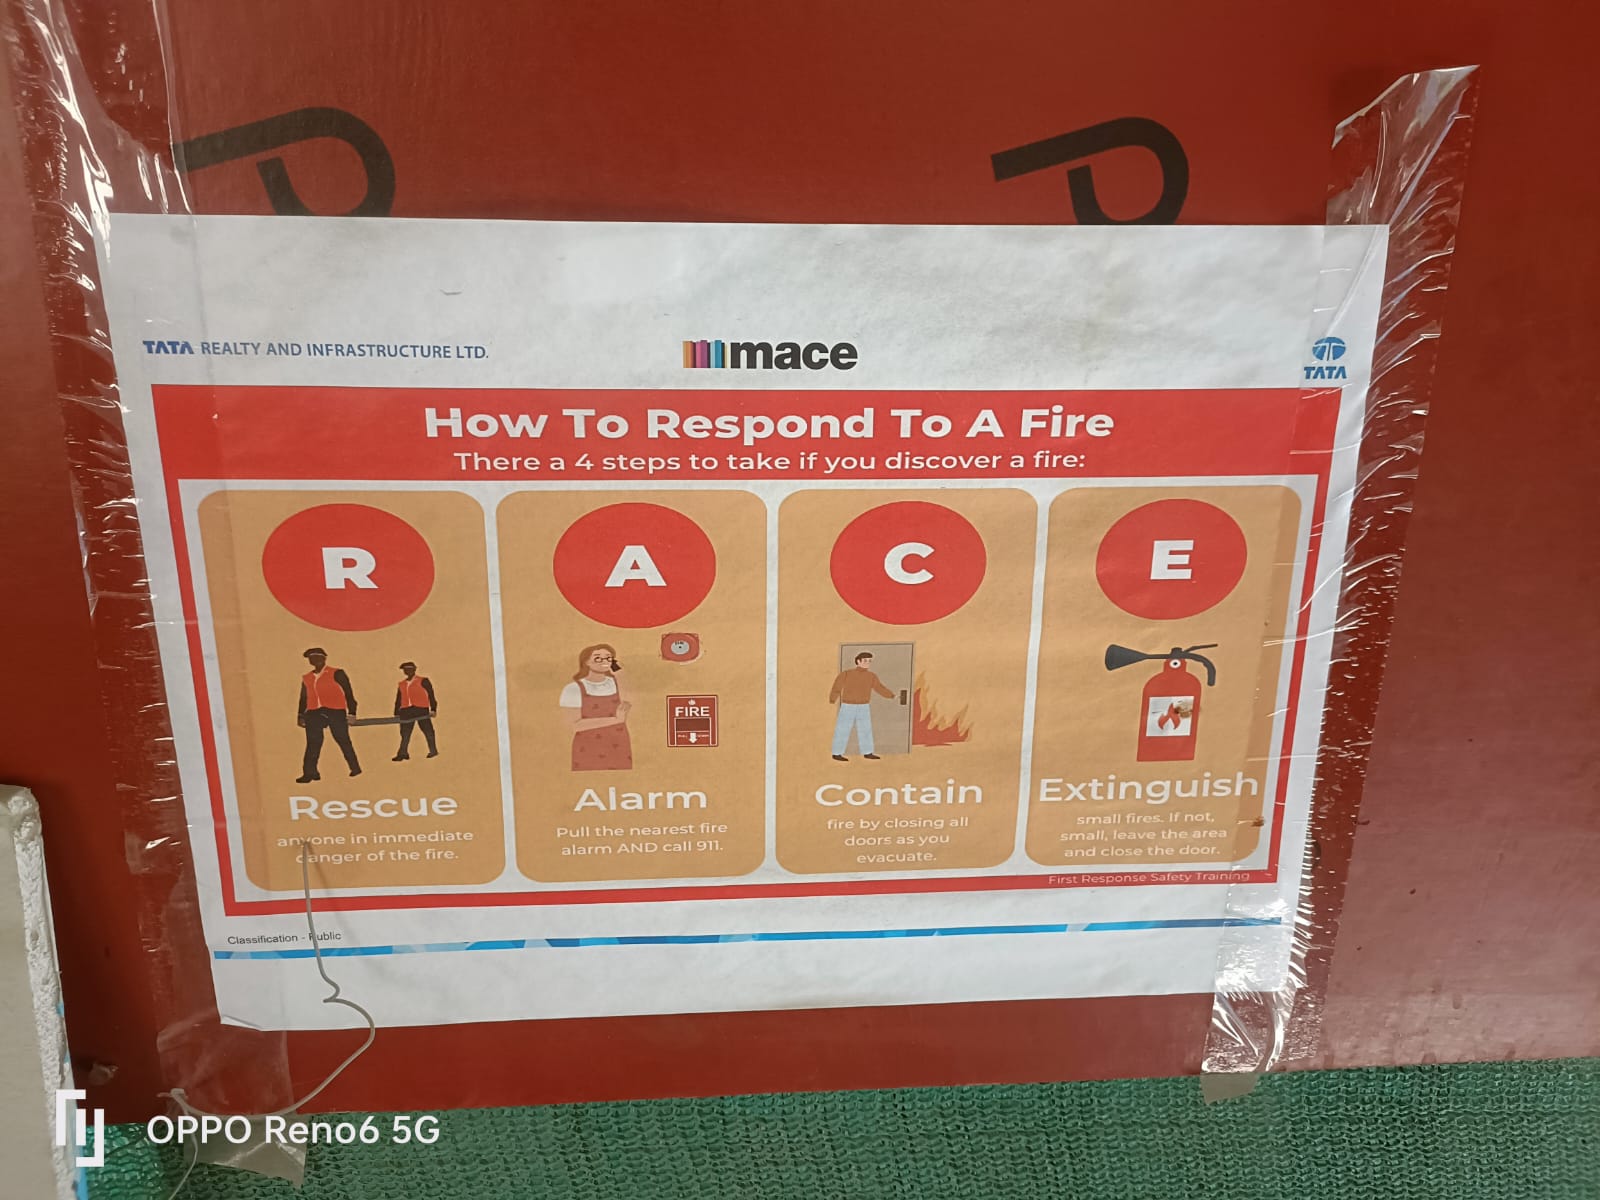 TATA REALTY AND INFRASTRUCTURE LTD.
mace
TATA
How To Respond To A Fire
There a 4 steps to take if you discover a fire:
R
Rescue
anyone in immediate
danger of the fire.
A
FIRE
Alarm
Pull the nearest fire
alarm AND call 911.
C
Contain
fire by closing all
doors as you
evacuate.
E
Extinguish
small fires. If not,
small, leave the area
and close the door.
First Response Safety Training
Classification - Public
OPPO Reno6 5G